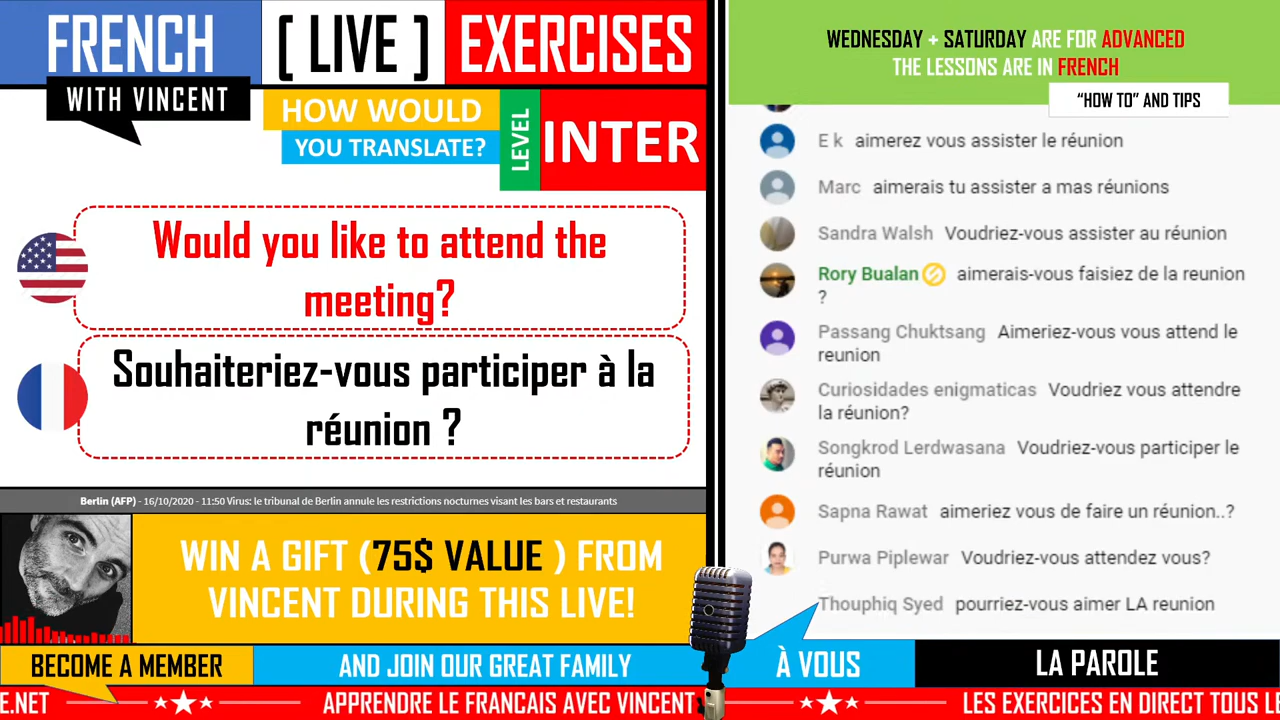 FRENCH
[ LIVE ]
EXERCISES
WITH VINCENT
HOW WOULD
YOU TRANSLATE?
LEVEL
INTER
Would you like to attend the
meeting?
Souhaiteriez-vous participer à la
réunion ?
Berlin (AFP) - 16/10/2020 - 11:50 Virus: le tribunal de Berlin annule les restrictions nocturnes visant les bars et restaurants
WIN A GIFT (75$ VALUE ) FROM
VINCENT DURING THIS LIVE!
BECOME A MEMBER
AND JOIN OUR GREAT FAMILY
WEDNESDAY + SATURDAY ARE FOR ADVANCED
THE LESSONS ARE IN FRENCH
“HOW TO” AND TIPS
E k aimerez vous assister le réunion
Marc aimerais tu assister a mas réunions
Sandra Walsh Voudriez-vous assister au réunion
Rory Bualan aimerais-vous faisiez de la reunion
?
Passang Chuktsang Aimeriez-vous vous attend le
reunion
Curiosidades enigmaticas Voudriez vous attendre
la réunion?
Songkrod Lerdwasana Voudriez-vous participer le
réunion
Sapna Rawat aimeriez vous de faire un réunion..?
Purwa Piplewar Voudriez-vous attendez vous?
Thouphiq Syed pourriez-vous aimer LA reunion
À VOUS
LA PAROLE
E.NET
APPRENDRE LE FRANCAIS AVEC VINCENT
LES EXERCICES EN DIRECT TOUS LE